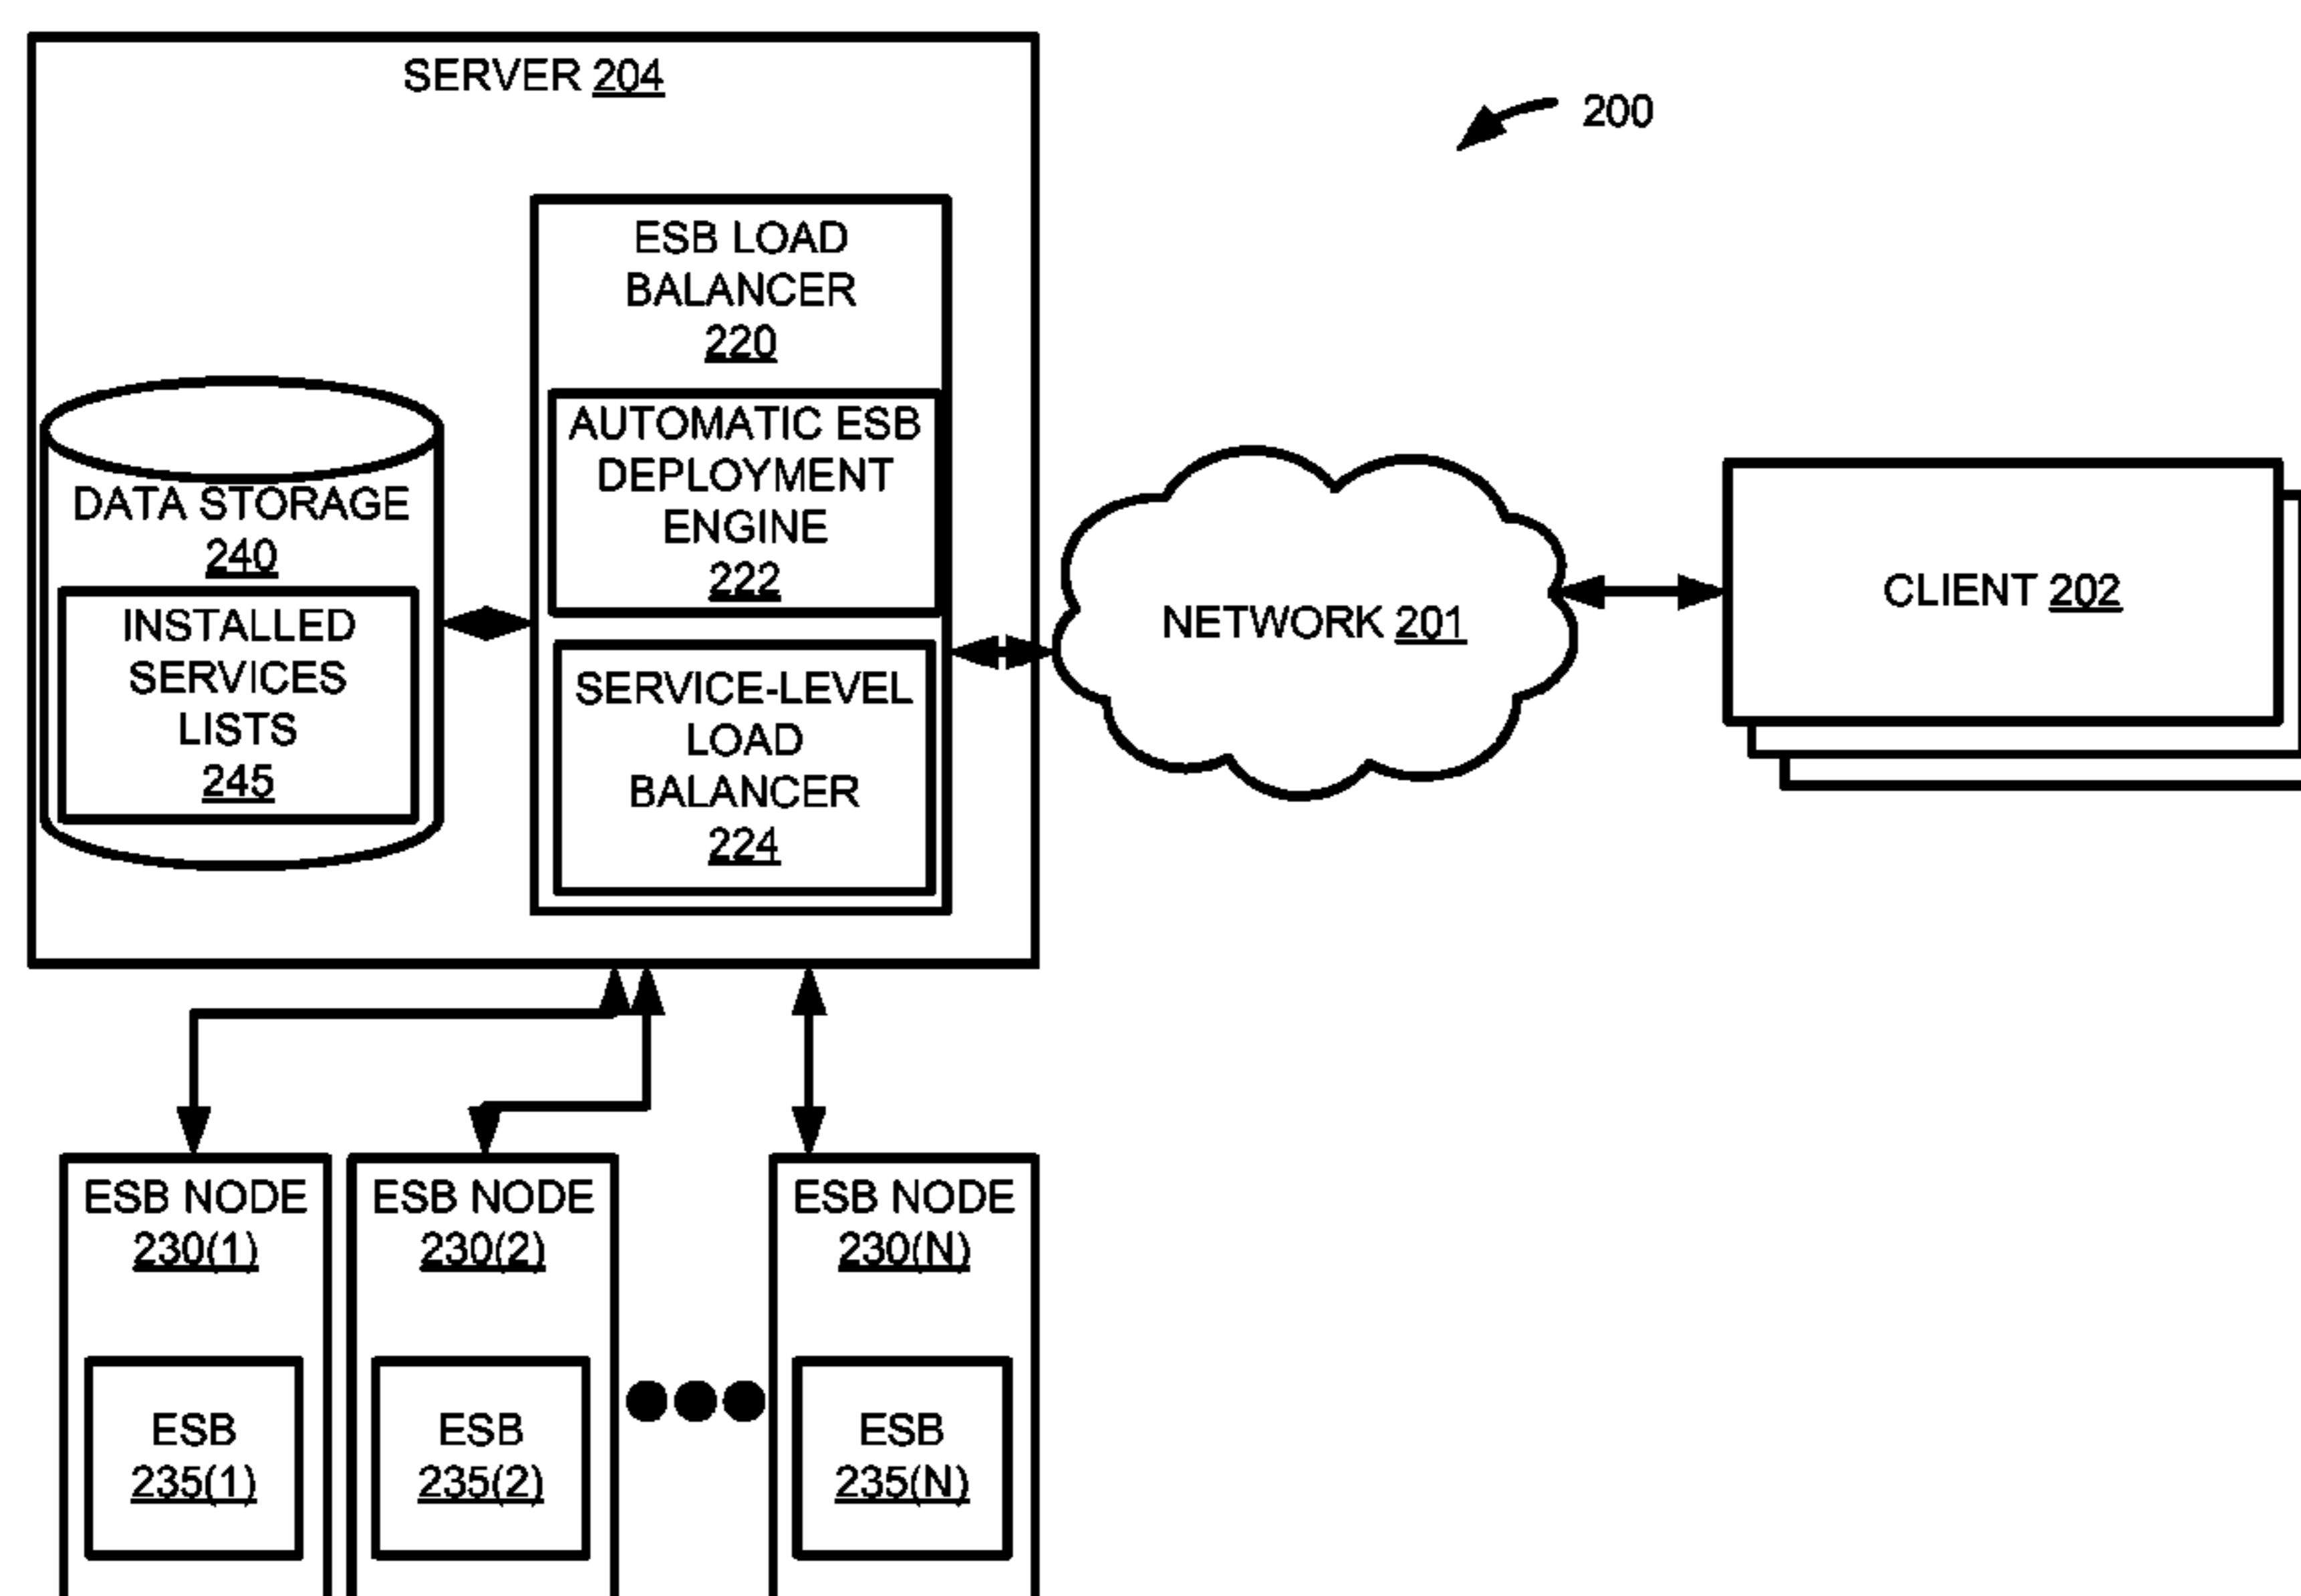 SERVER 204
200
ESB LOAD
BALANCER
220
AUTOMATIC ESB
DEPLOYMENT
ENGINE
222
DATA STORAGE
240
INSTALLED
SERVICES
LISTS
245
SERVICE-LEVEL
LOAD
BALANCER
224
NETWORK 201
CLIENT 202
ESB NODE
230(1)
ESB
235(1)
ESB NODE
230(2)
ESB
235(2)
ESB NODE
230(N)
ESB
235(N)